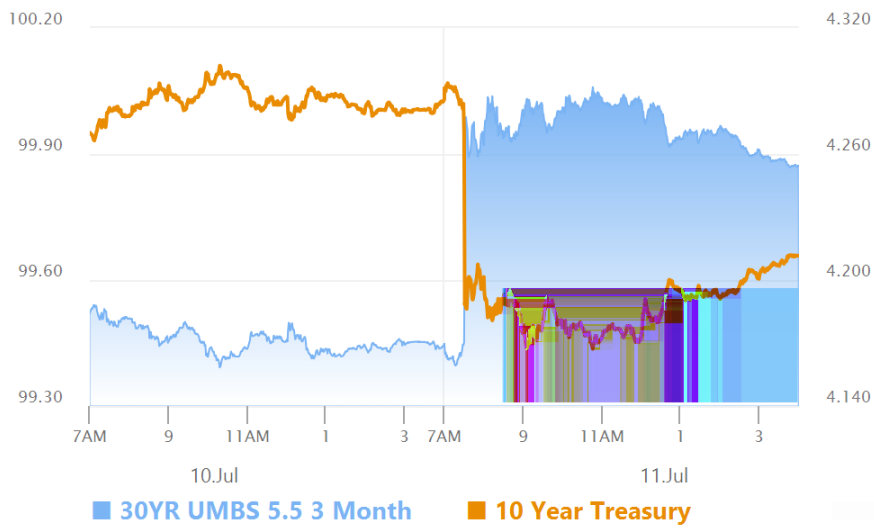 100.20 4.320
99.90 4.260
99.60 4.200
99.30 4.140
7AM 9 11AM 1 3 7AM 9 11AM 1 3
10.Jul 11.Jul
30YR UMBS 5.5 3 Month 10 Year Treasury